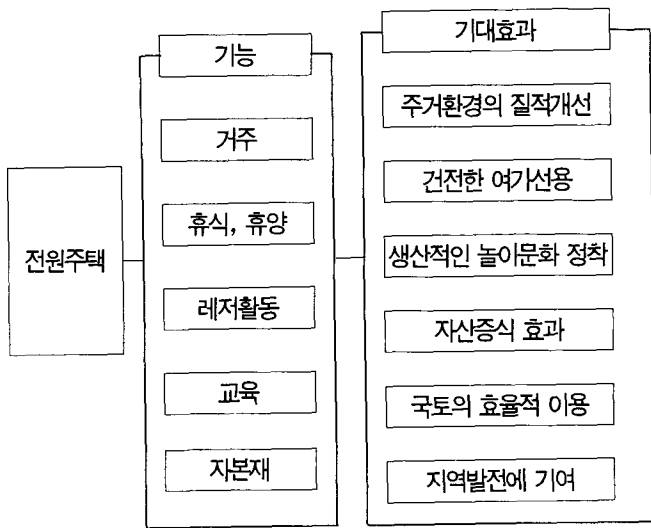 전원주택
기능
거주
휴식, 휴양
레저활동
교육
자본재
기대효과
주거환경의 질적개선
건전한 여가선용
생산적인 놀이문화 정착
자산증식 효과
국토의 효율적 이용
지역발전에 기여